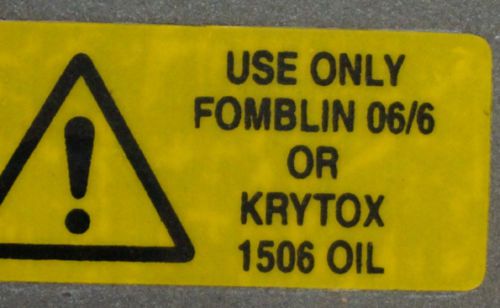 USE ONLY
FOMBLIN 06/6
OR
KRYTOX
1506 OIL